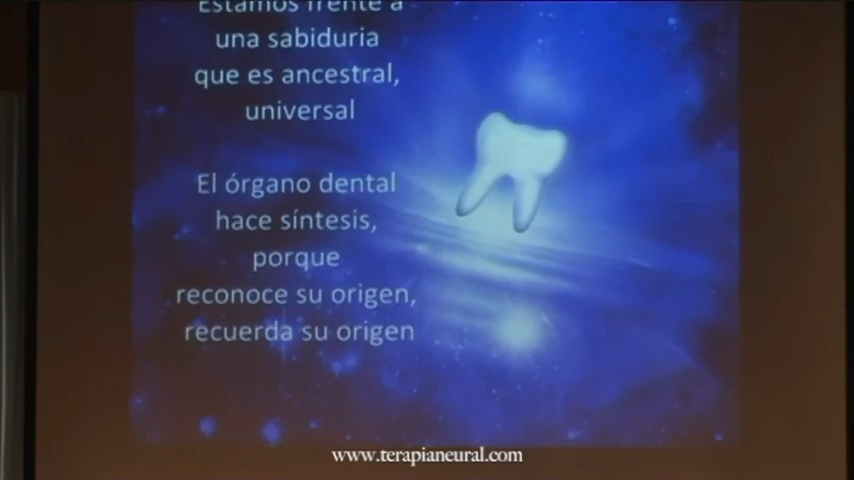 Estamos frente a
una sabiduria
que es ancestral,
universal
El órgano dental
hace síntesis,
porque
reconoce su origen,
recuerda su origen
www.terapianeural.com